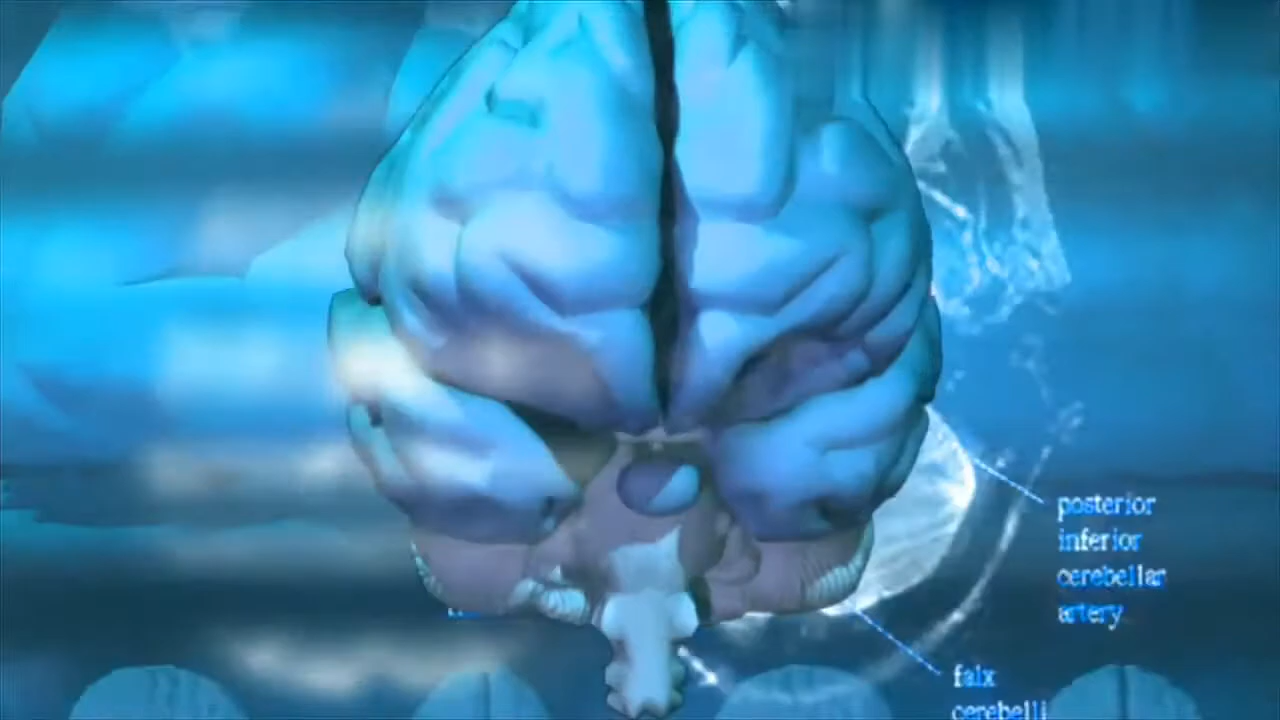 posterior
inferior
cerebellar
artery
falx
cerebelli